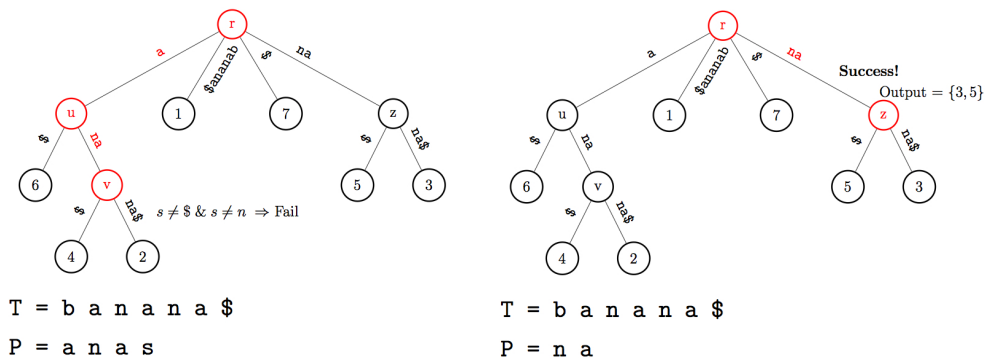 r
a
$ananab
$
na
u
1
7
z
$
na
$
na$
6
v
5
3
$
na$
s ≠ $ & s ≠ n ⇒ Fail
4
2
T = b a n a n a $
P = a n a s
r
a
$ananab
$
na
Success!
Output = {3, 5}
u
1
7
z
$
na
$
na$
6
v
5
3
$
na$
4
2
T = b a n a n a $
P = n a